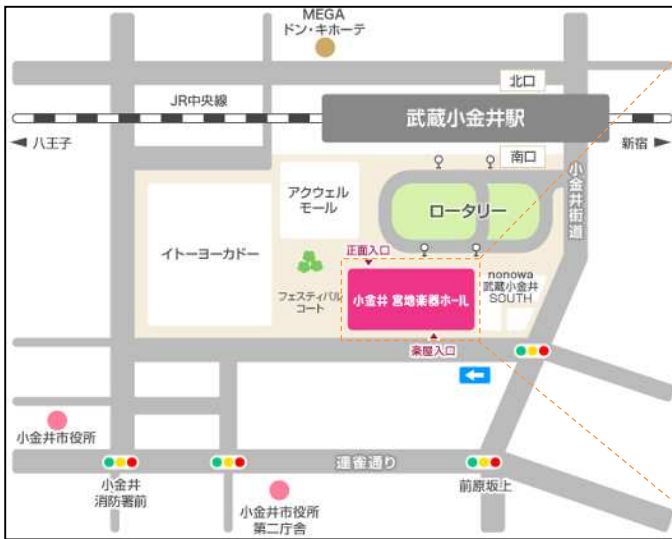 MEGA
ドン・キホーテ
北口
JR中央線
武蔵小金井駅
八王子
新宿
南口
小金井街道
アクウェル
モール
ロータリー
イトーヨーカドー
正面入口
フェスティバル
コート
小金井 宮地楽器ホール
nonowa
武蔵小金井
SOUTH
楽屋入口
小金井市役所
連雀通り
小金井
消防署前
前原坂上
小金井市役所
第二庁舎